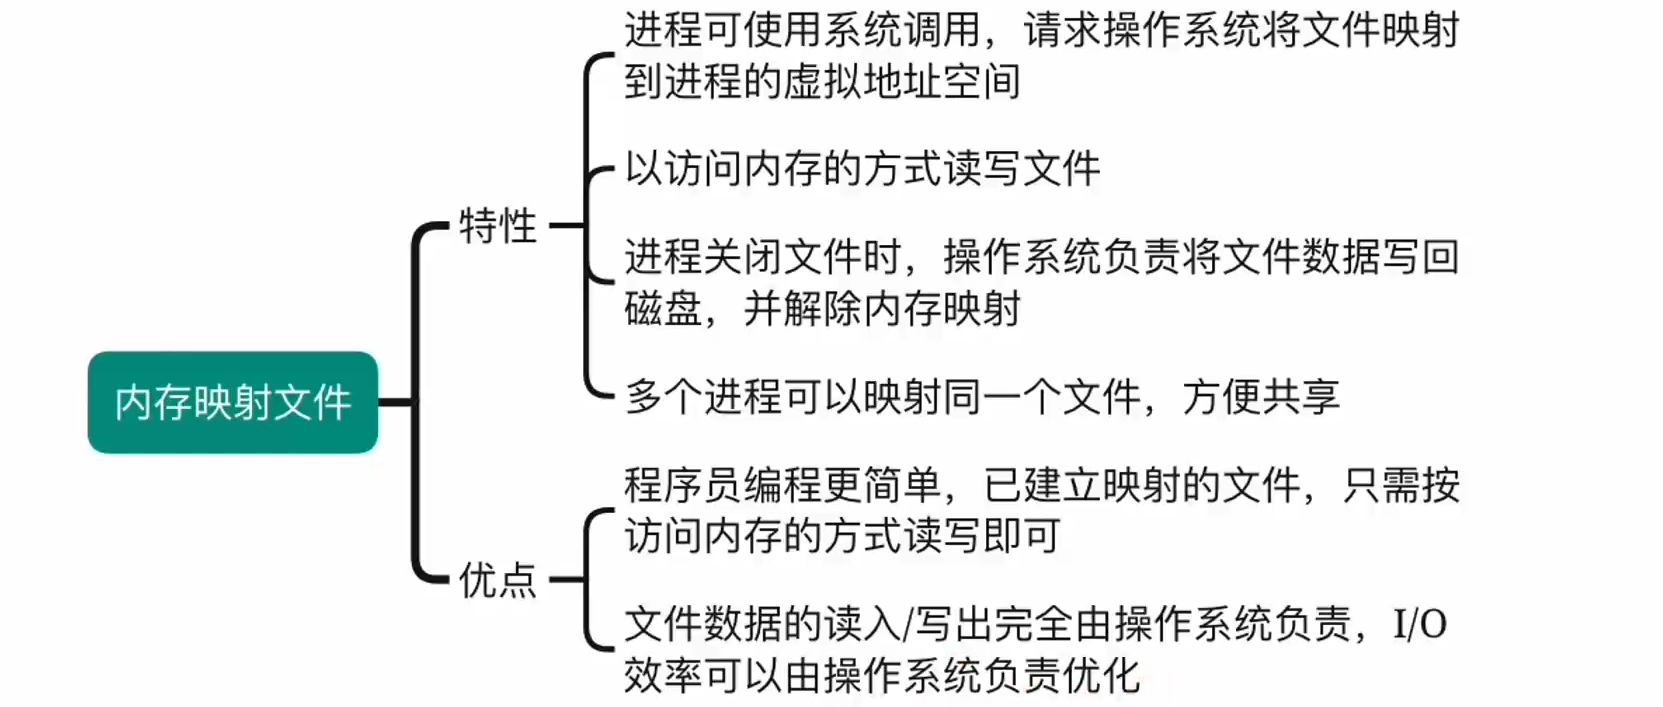 进程可使用系统调用，请求操作系统将文件映射
到进程的虚拟地址空间
以访问内存的方式读写文件
特性
进程关闭文件时，操作系统负责将文件数据写回
磁盘，并解除内存映射
多个进程可以映射同一个文件，方便共享
内存映射文件
程序员编程更简单，已建立映射的文件，只需按
访问内存的方式读写即可
优点
文件数据的读入/写出完全由操作系统负责，I/O
效率可以由操作系统负责优化